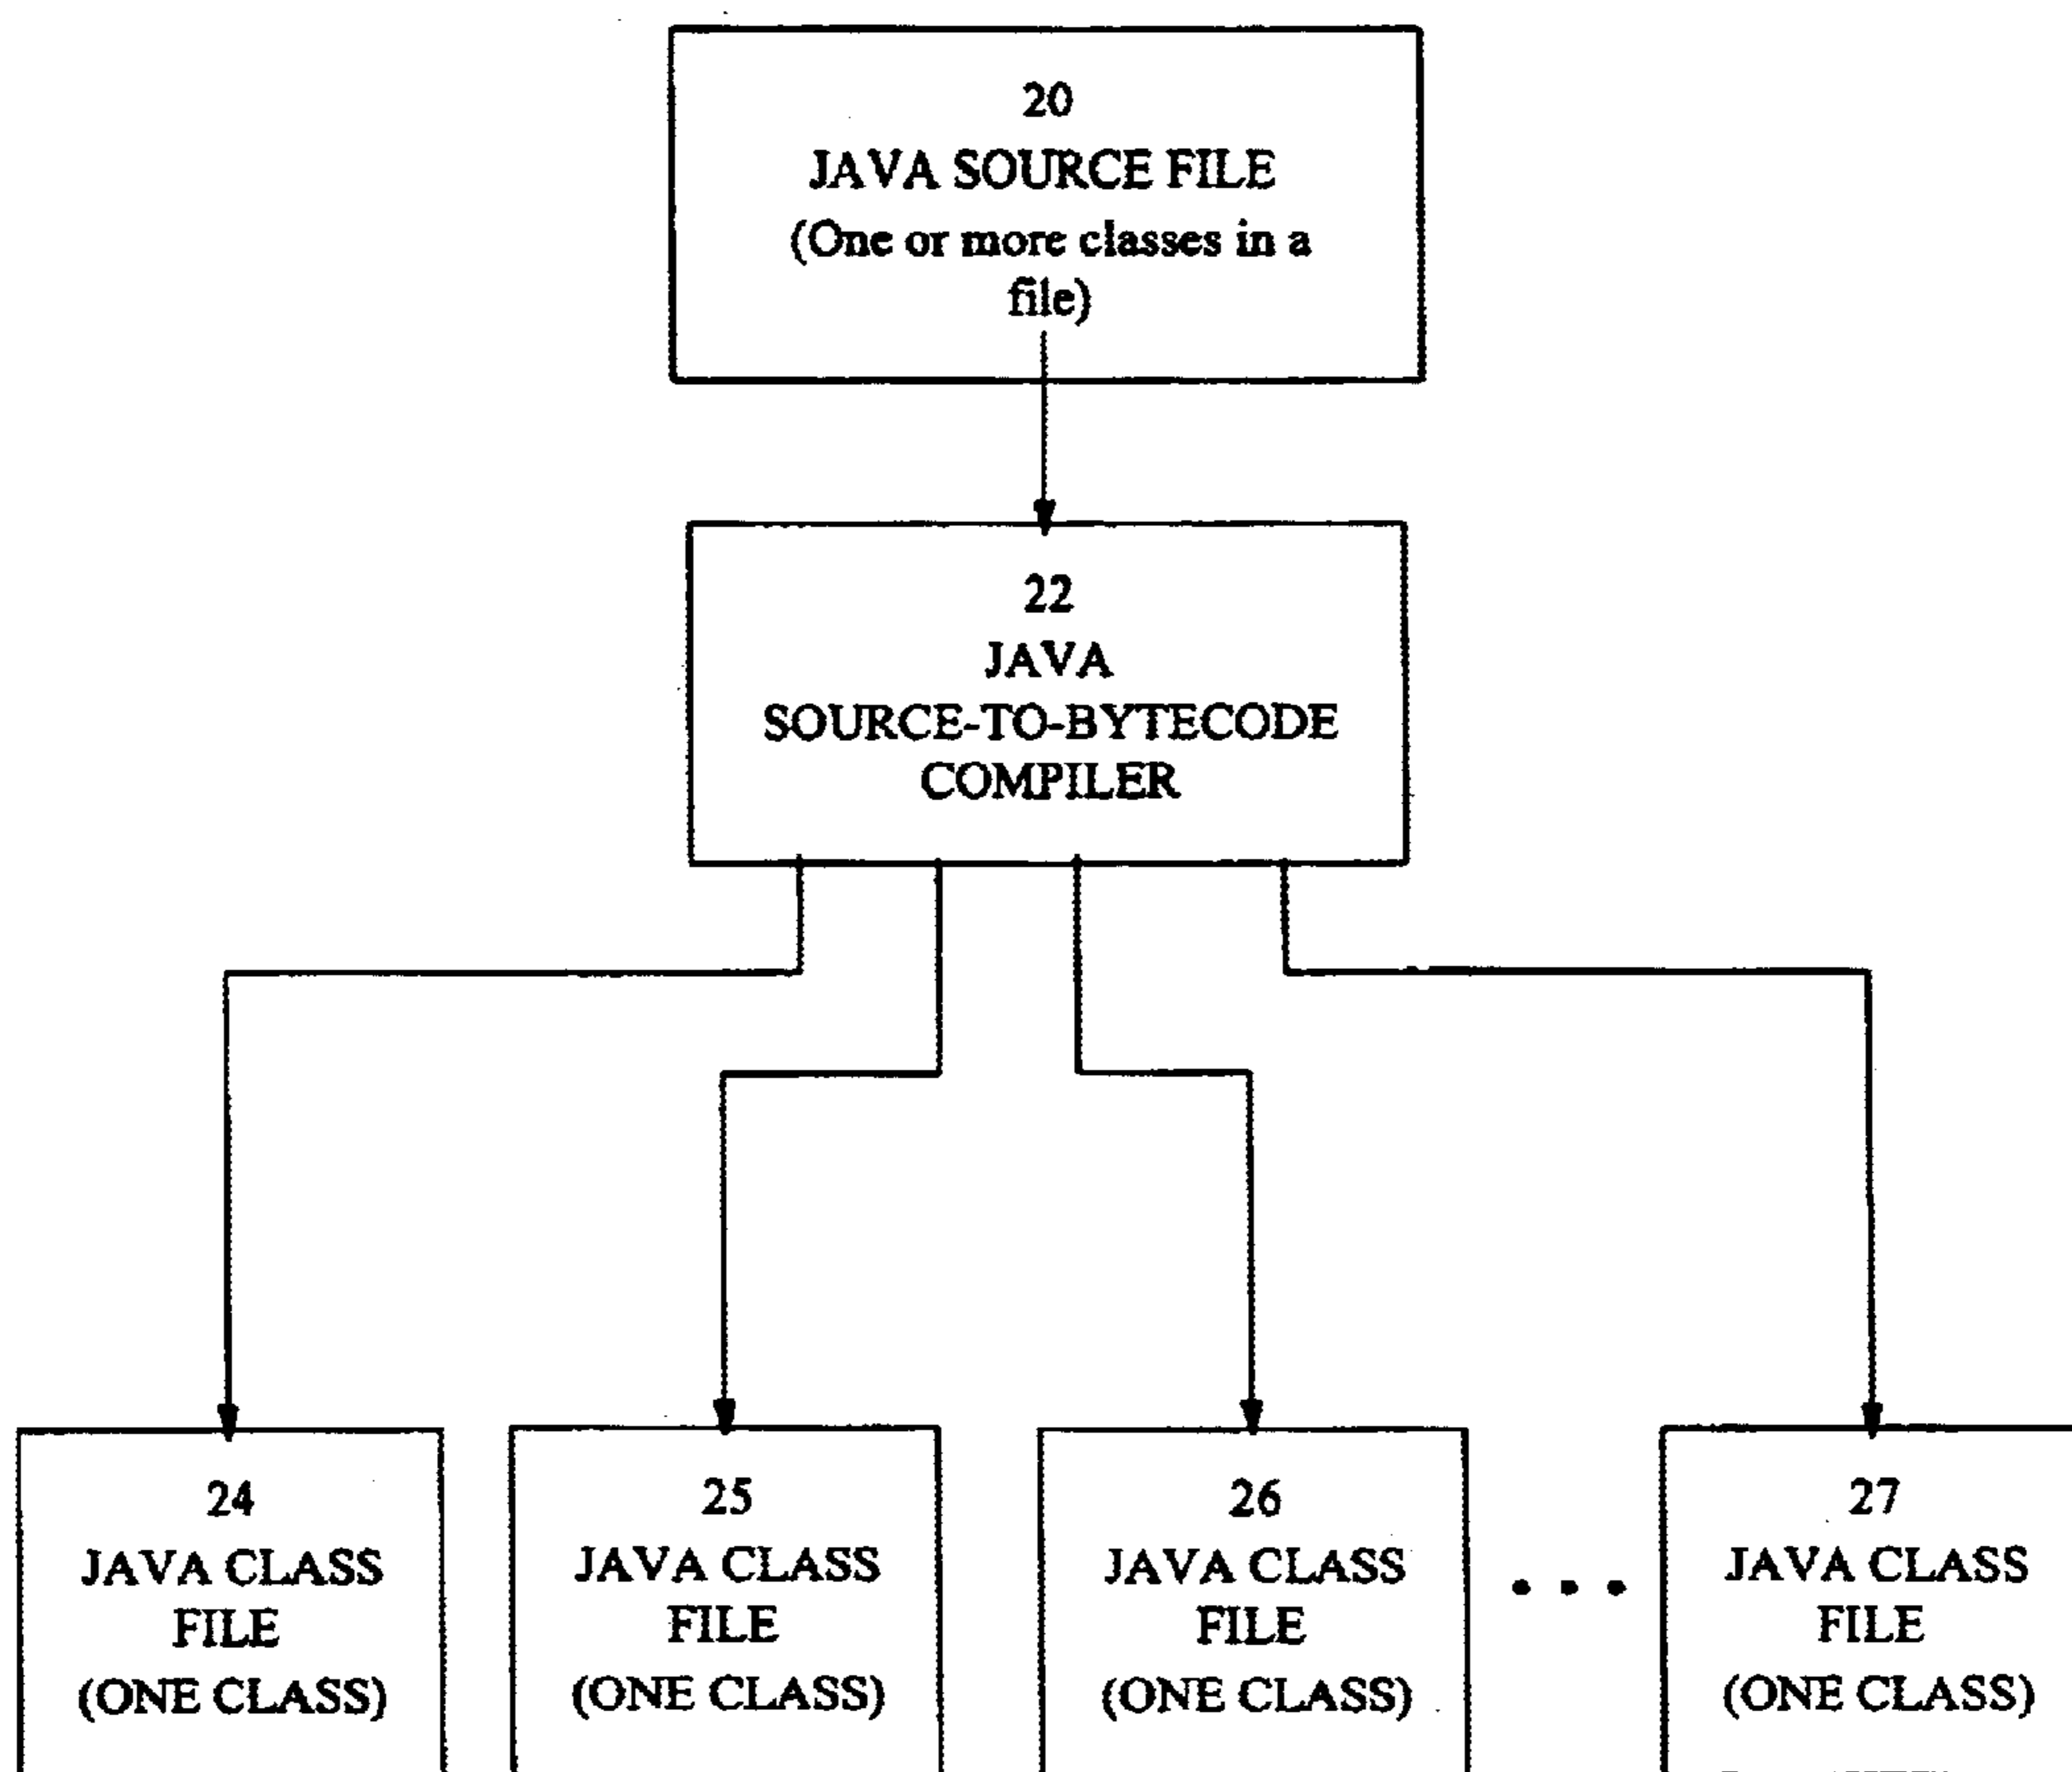 20
JAVA SOURCE FILE
(One or more classes in a
file)
22
JAVA
SOURCE-TO-BYTECODE
COMPILER
24
JAVA CLASS
FILE
(ONE CLASS)
25
JAVA CLASS
FILE
(ONE CLASS)
26
JAVA CLASS
FILE
(ONE CLASS)
• • •
27
JAVA CLASS
FILE
(ONE CLASS)